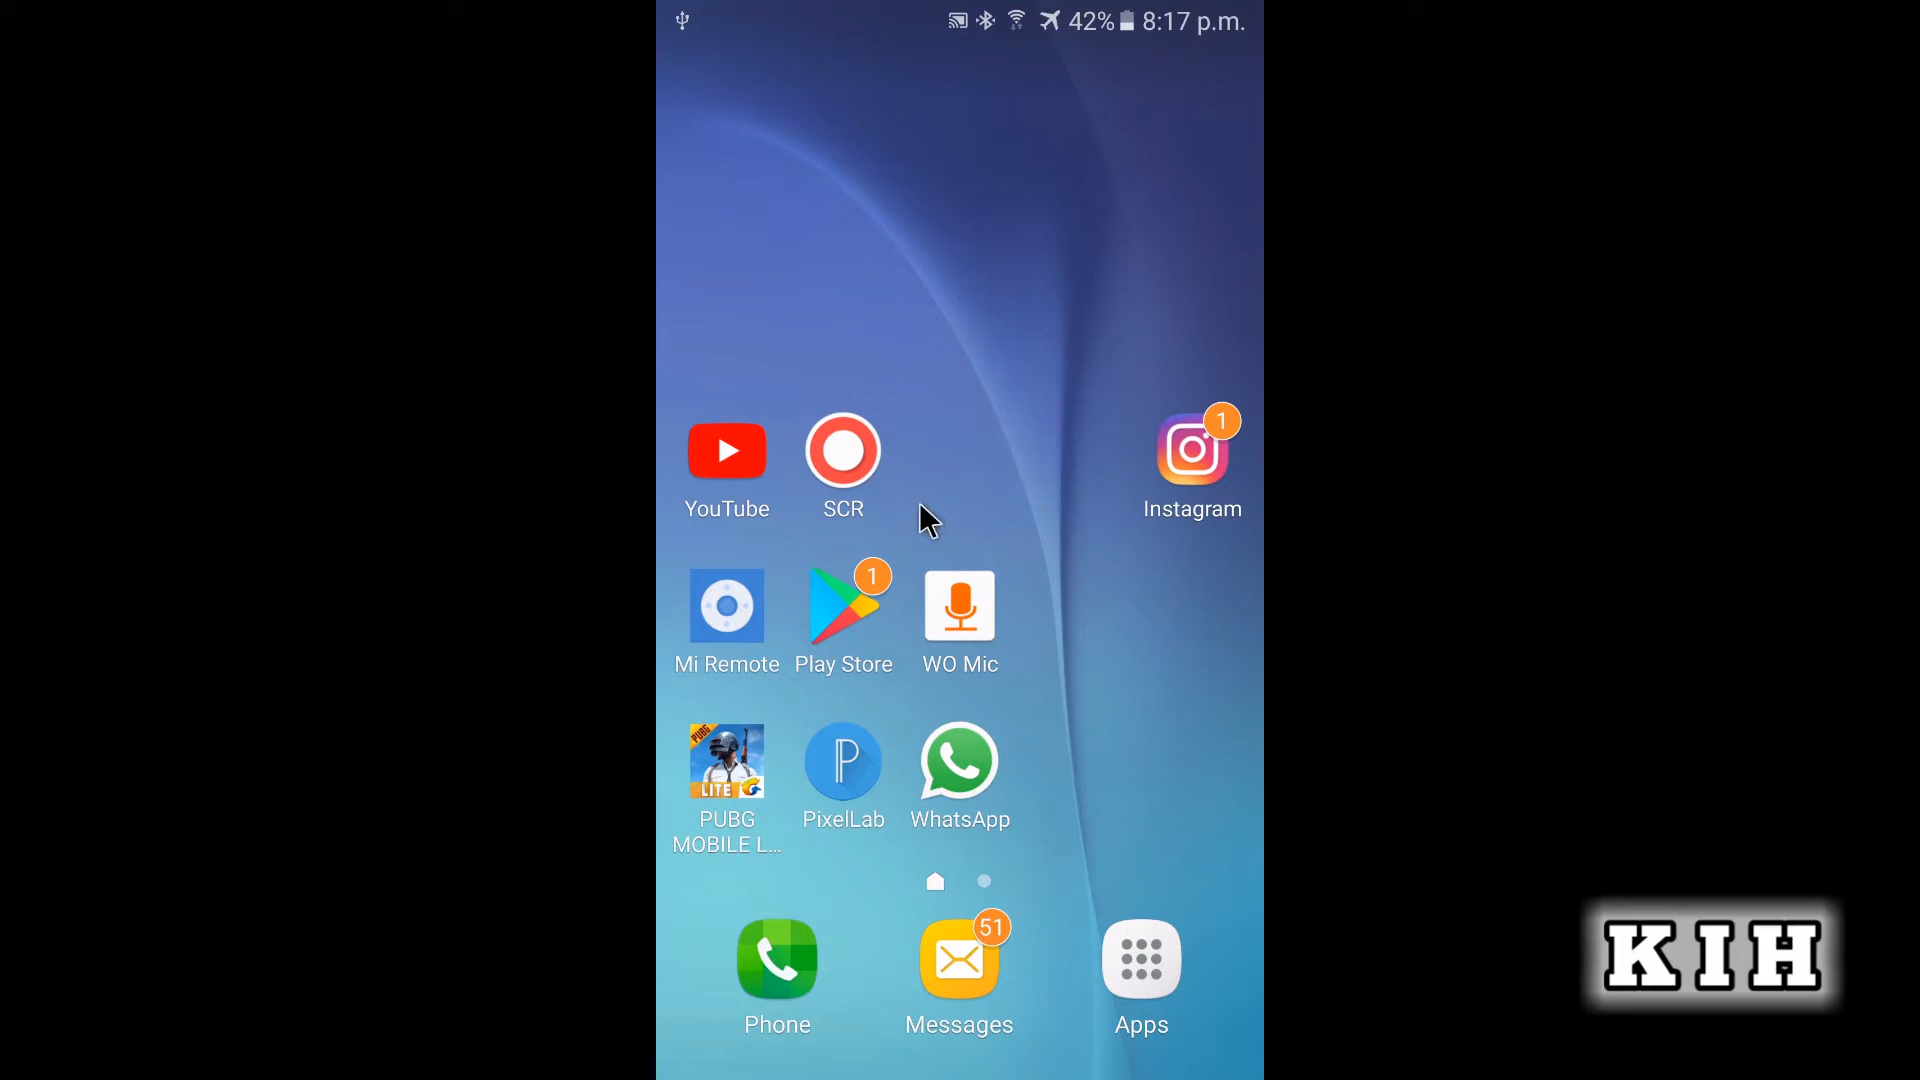 42% 8:17 p.m.
1
YouTube SCR Instagram
1
Mi Remote Play Store WO Mic
PUBG
LITE
PUBG MOBILE L... PixelLab WhatsApp
51
Phone Messages Apps
KIH